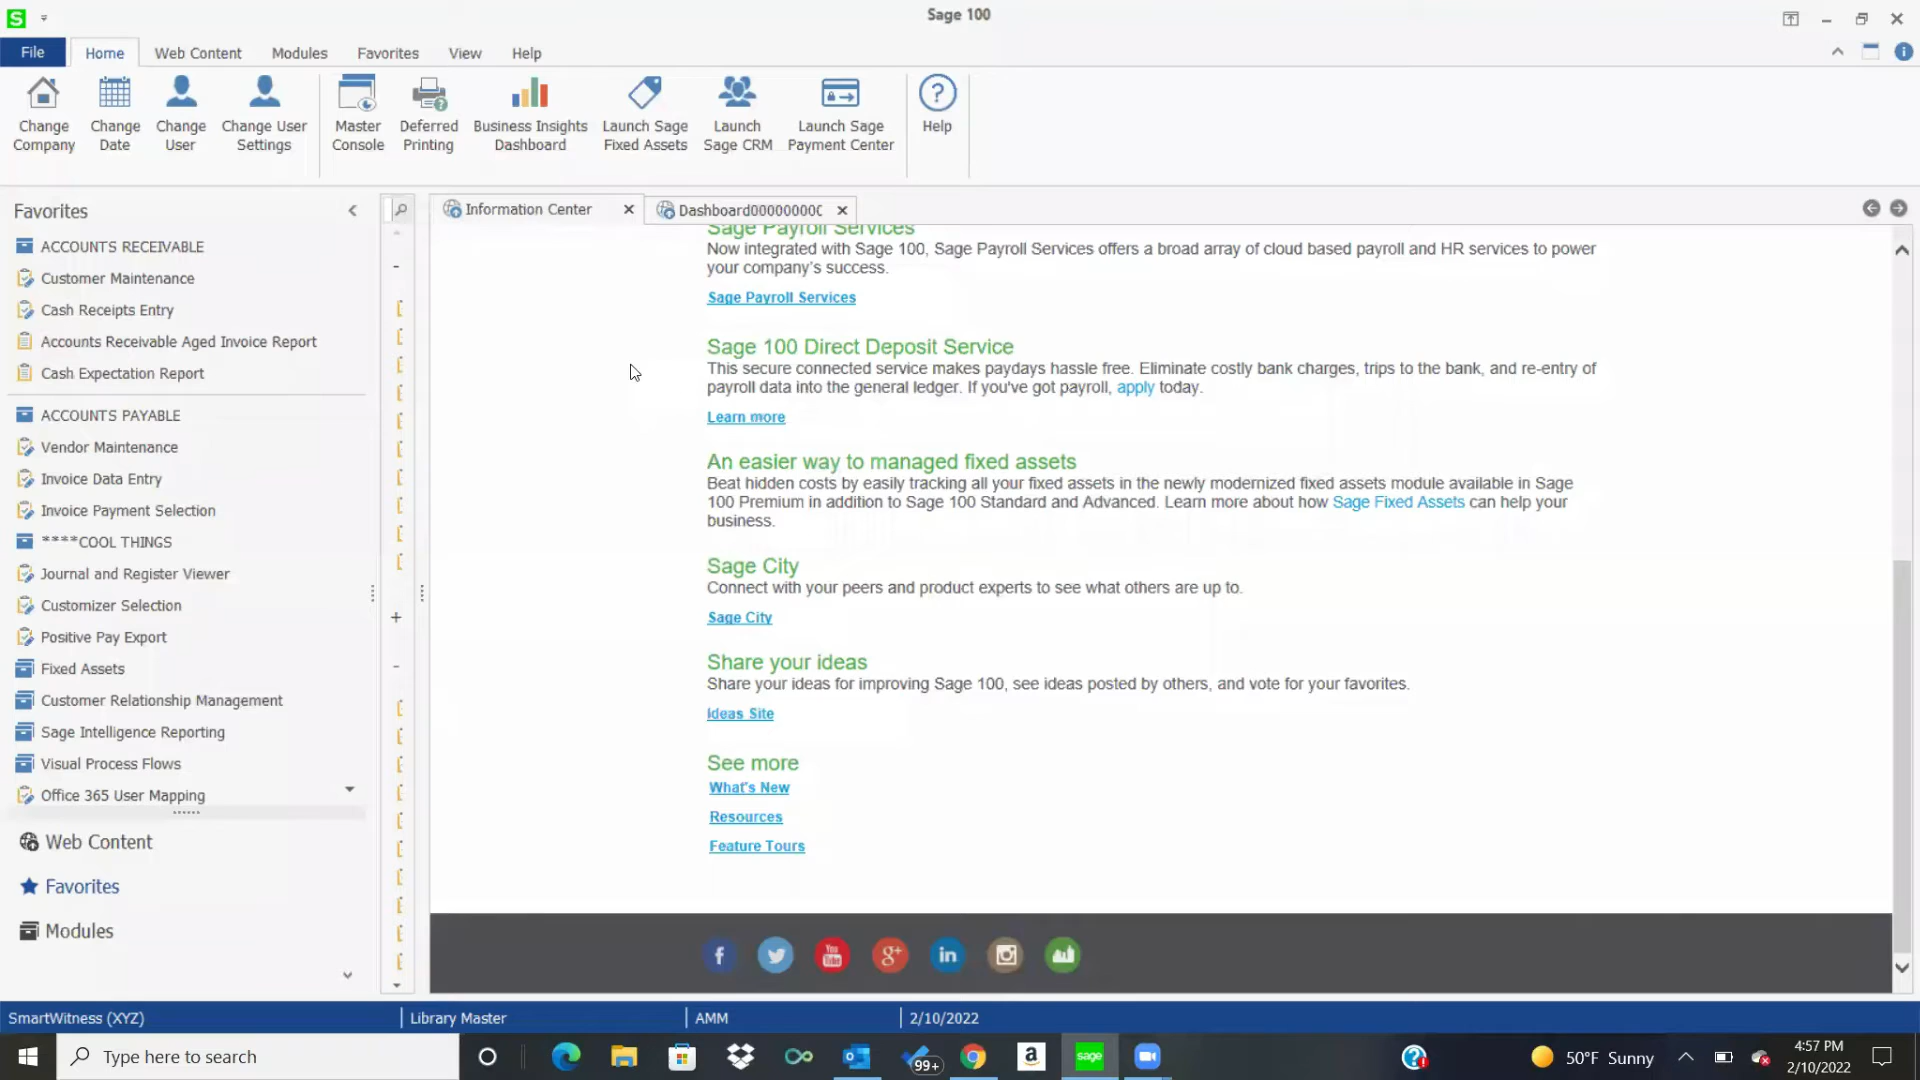 S
Sage 100
File
Home
Web Content
Modules
Favorites
View
Help
Change
Company
Change
Date
Change
User
Change User
Settings
Master
Console
Deferred
Printing
Business Insights
Dashboard
Launch Sage
Fixed Assets
Launch
Sage CRM
Launch Sage
Payment Center
Help
Favorites
ACCOUNTS RECEIVABLE
Customer Maintenance
Cash Receipts Entry
Accounts Receivable Aged Invoice Report
Cash Expectation Report
ACCOUNTS PAYABLE
Vendor Maintenance
Invoice Data Entry
Invoice Payment Selection
****COOL THINGS
Journal and Register Viewer
Customizer Selection
Positive Pay Export
Fixed Assets
Customer Relationship Management
Sage Intelligence Reporting
Visual Process Flows
Office 365 User Mapping
Web Content
Favorites
Modules
Information Center
Dashboard00000000C
Sage Payroll Services
Now integrated with Sage 100, Sage Payroll Services offers a broad array of cloud based payroll and HR services to power
your company's success.
Sage Payroll Services
Sage 100 Direct Deposit Service
This secure connected service makes paydays hassle free. Eliminate costly bank charges, trips to the bank, and re-entry of
payroll data into the general ledger. If you've got payroll, apply today.
Learn more
An easier way to managed fixed assets
Beat hidden costs by easily tracking all your fixed assets in the newly modernized fixed assets module available in Sage
100 Premium in addition to Sage 100 Standard and Advanced. Learn more about how Sage Fixed Assets can help your
business.
Sage City
Connect with your peers and product experts to see what others are up to.
Sage City
Share your ideas
Share your ideas for improving Sage 100, see ideas posted by others, and vote for your favorites.
Ideas Site
See more
What's New
Resources
Feature Tours
f
You
Tube
g+
in
SmartWitness (XYZ)
Library Master
AMM
2/10/2022
Type here to search
99+
a
sage
50°F Sunny
4:57 PM
2/10/2022